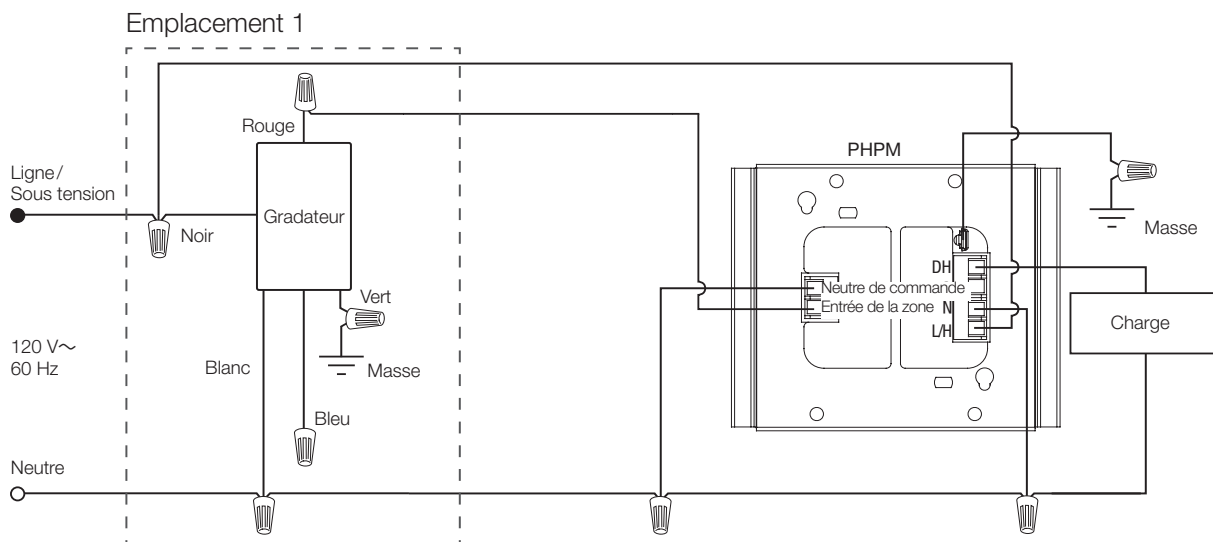 Emplacement 1
Rouge
PHPM
Ligne/
Sous tension
Gradateur
Noir
Masse
DH
Neutre de commande
Entrée de la zone
N
L/H
Charge
Vert
120 V~
60 Hz
Blanc
Masse
Bleu
Neutre